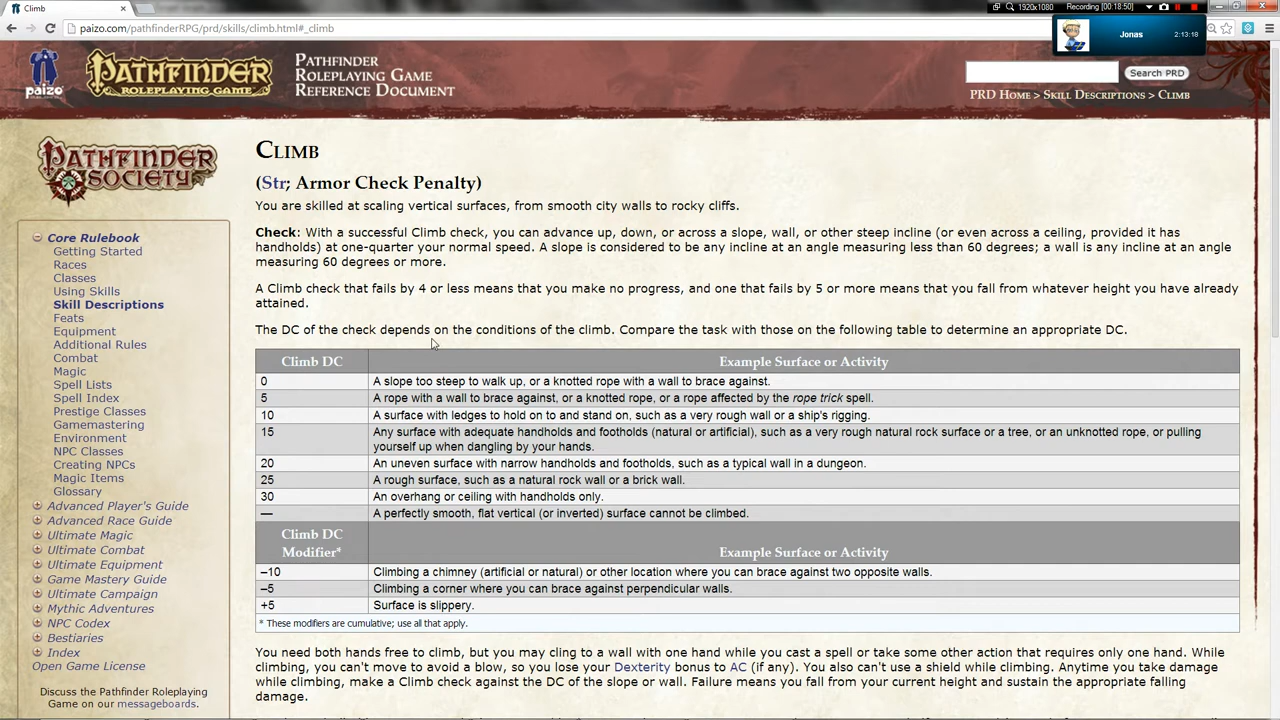 Climb
1920x1080
Recording [00:18:50]
paizo.com/pathfinderRPG/prd/skills/climb.html#_climb
Jonas
2:13:18
paizo
PATHFINDER
ROLEPLAYING GAME
PATHFINDER
ROLEPLAYING GAME
REFERENCE DOCUMENT
Search PRD
PRD HOME > SKILL DESCRIPTIONS > CLIMB
PATHFINDER
SOCIETY
Core Rulebook
Getting Started
Races
Classes
Using Skills
Skill Descriptions
Feats
Equipment
Additional Rules
Combat
Magic
Spell Lists
Spell Index
Prestige Classes
Gamemastering
Environment
NPC Classes
Creating NPCs
Magic Items
Glossary
Advanced Player's Guide
Advanced Race Guide
Ultimate Magic
Ultimate Combat
Ultimate Equipment
Game Mastery Guide
Ultimate Campaign
Mythic Adventures
NPC Codex
Bestiaries
Index
Open Game License
Discuss the Pathfinder Roleplaying
Game on our messageboards.
CLIMB
(Str; Armor Check Penalty)
You are skilled at scaling vertical surfaces, from smooth city walls to rocky cliffs.
Check: With a successful Climb check, you can advance up, down, or across a slope, wall, or other steep incline (or even across a ceiling, provided it has
handholds) at one-quarter your normal speed. A slope is considered to be any incline at an angle measuring less than 60 degrees; a wall is any incline at an angle
measuring 60 degrees or more.
A Climb check that fails by 4 or less means that you make no progress, and one that fails by 5 or more means that you fall from whatever height you have already
attained.
The DC of the check depends on the conditions of the climb. Compare the task with those on the following table to determine an appropriate DC.
Climb DC Example Surface or Activity
0 A slope too steep to walk up, or a knotted rope with a wall to brace against.
5 A rope with a wall to brace against, or a knotted rope, or a rope affected by the rope trick spell.
10 A surface with ledges to hold on to and stand on, such as a very rough wall or a ship's rigging.
15 Any surface with adequate handholds and footholds (natural or artificial), such as a very rough natural rock surface or a tree, or an unknotted rope, or pulling
yourself up when dangling by your hands.
20 An uneven surface with narrow handholds and footholds, such as a typical wall in a dungeon.
25 A rough surface, such as a natural rock wall or a brick wall.
30 An overhang or ceiling with handholds only.
— A perfectly smooth, flat vertical (or inverted) surface cannot be climbed.
Climb DC
Modifier* Example Surface or Activity
–10 Climbing a chimney (artificial or natural) or other location where you can brace against two opposite walls.
–5 Climbing a corner where you can brace against perpendicular walls.
+5 Surface is slippery.
* These modifiers are cumulative; use all that apply.
You need both hands free to climb, but you may cling to a wall with one hand while you cast a spell or take some other action that requires only one hand. While
climbing, you can't move to avoid a blow, so you lose your Dexterity bonus to AC (if any). You also can't use a shield while climbing. Anytime you take damage
while climbing, make a Climb check against the DC of the slope or wall. Failure means you fall from your current height and sustain the appropriate falling
damage.